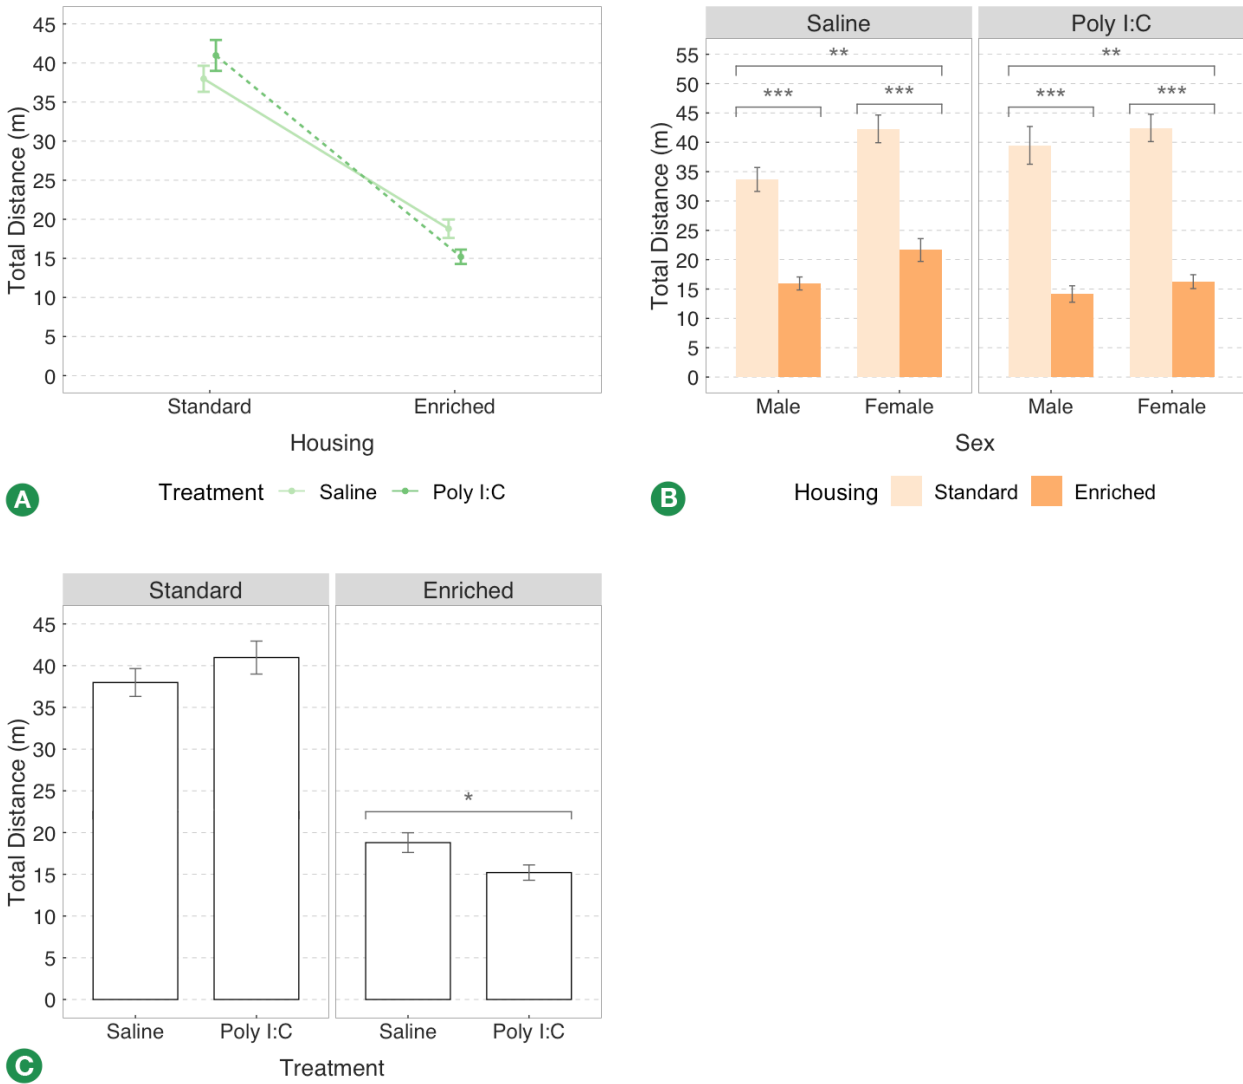 45
40
35
30
25
20
15
10
5
0
Total Distance (m)
Standard Enriched
Housing
Treatment Saline Poly I:C
A
Saline Poly I:C
55
50
45
40
35
30
25
20
15
10
5
0
Total Distance (m)
** **
*** *** *** ***
Male Female Male Female
Sex
Housing Standard Enriched
B
Standard Enriched
45
40
35
30
25
20
15
10
5
0
Total Distance (m)
*
Saline Poly I:C Saline Poly I:C
Treatment
C